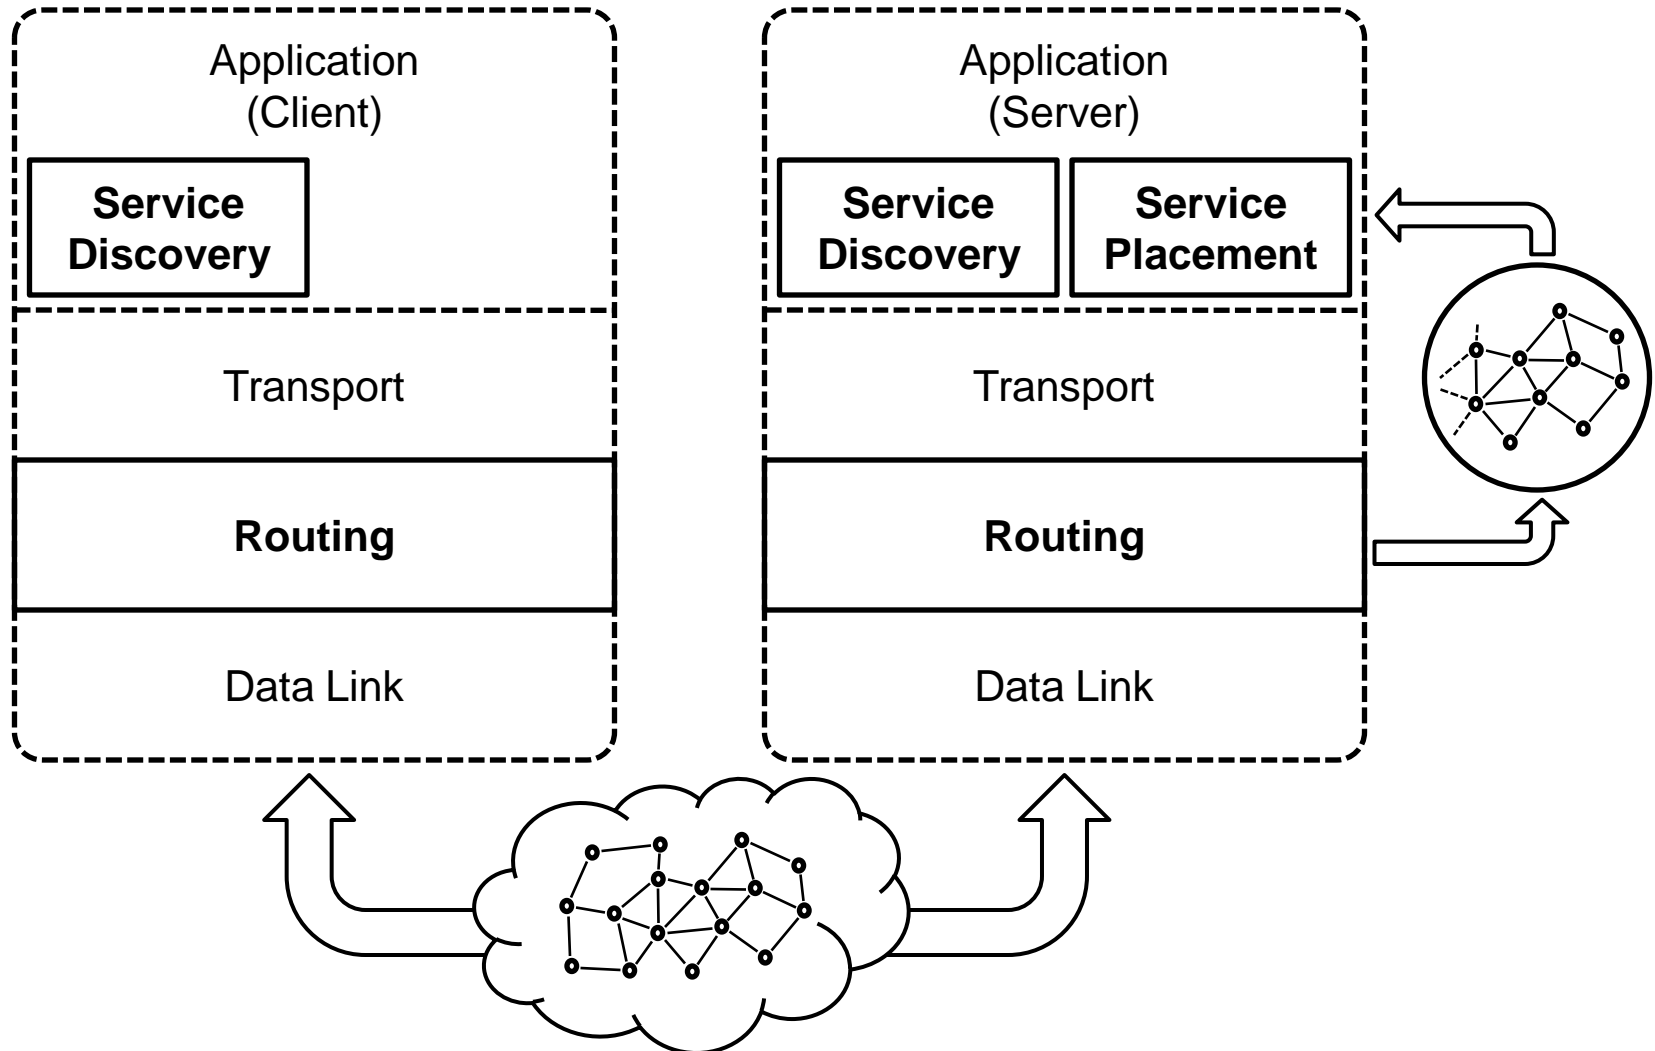 Application
(Client)
Service
Discovery
Transport
Routing
Data Link
Application
(Server)
Service
Discovery
Service
Placement
Transport
Routing
Data Link